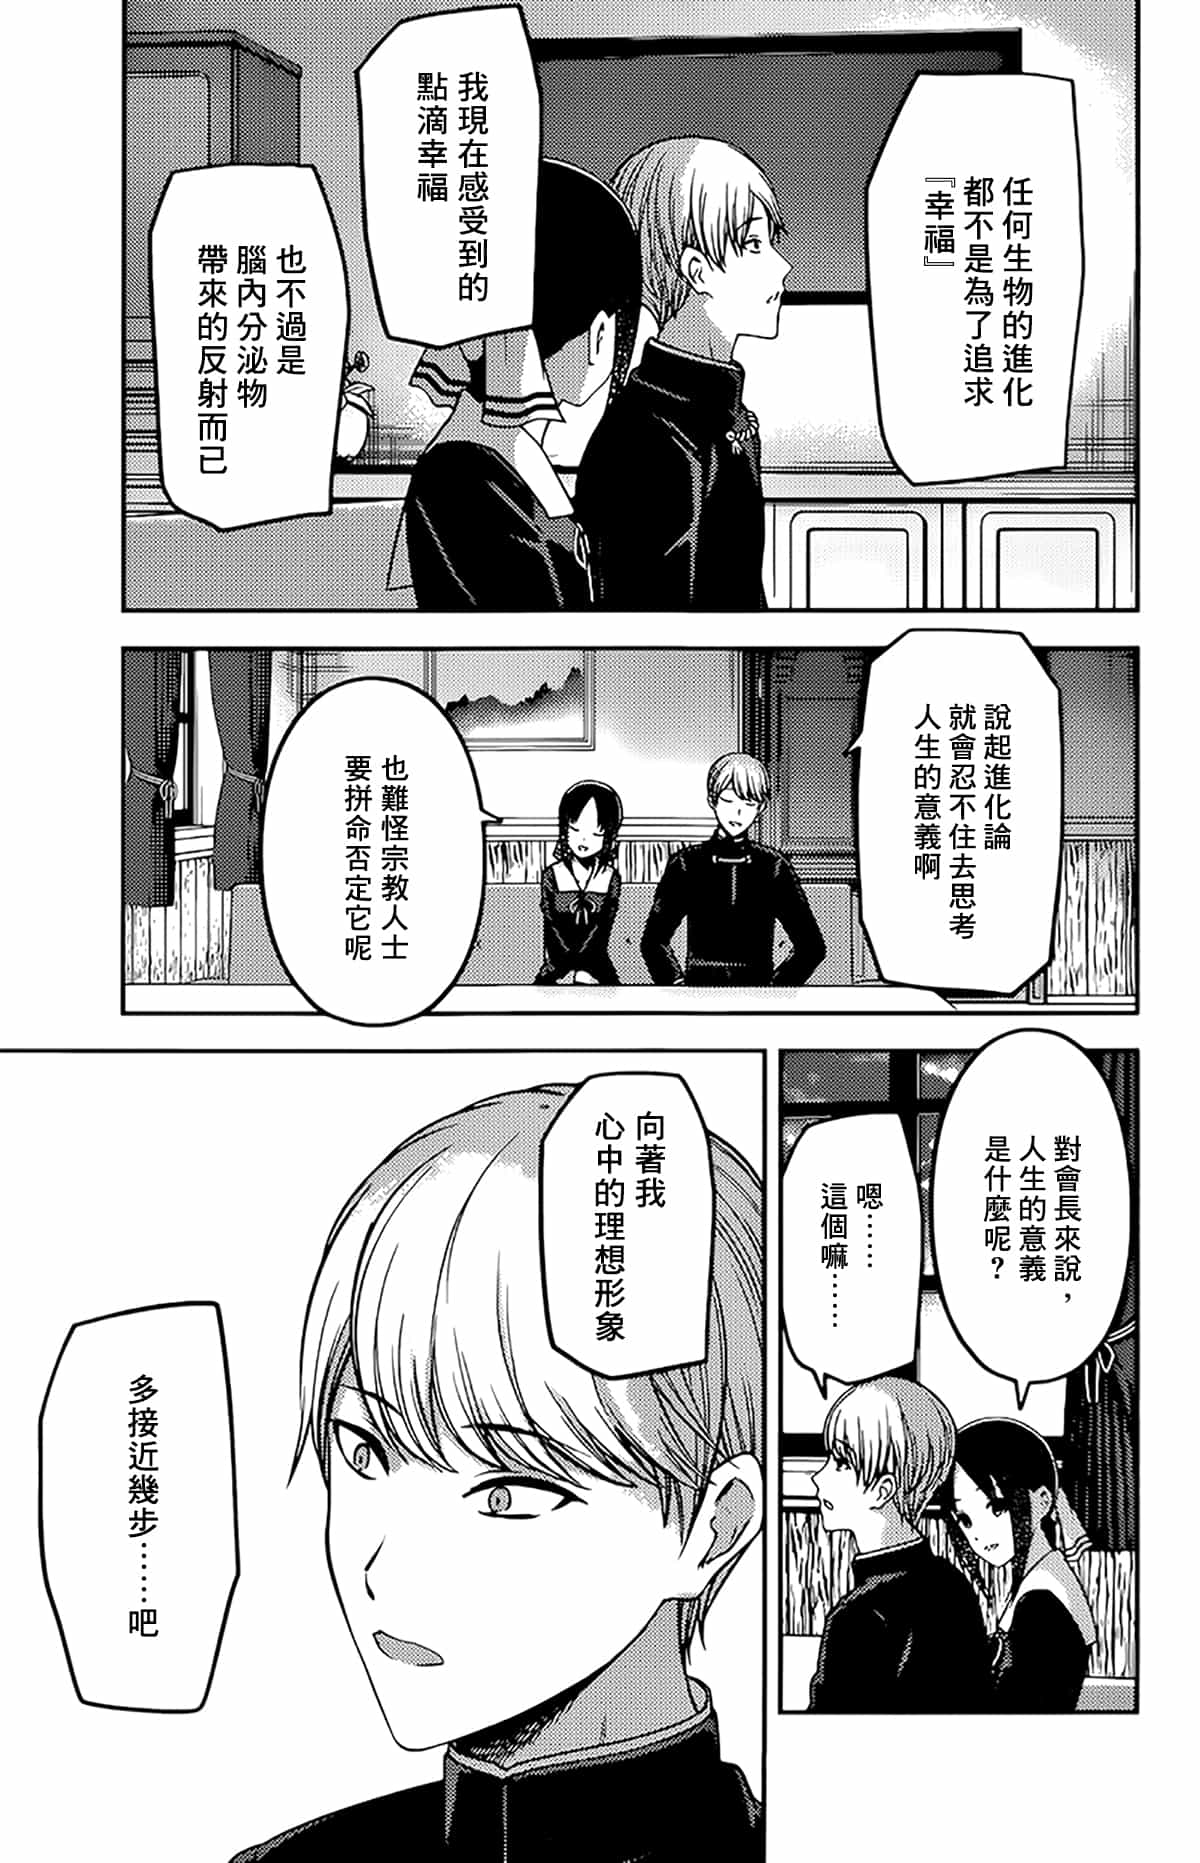 任何生物的進化
都不是為了追求
『幸福』
我現在感受到的
點滴幸福
也不過是
腦內分泌物
帶來的反射而已
說起進化論
就會忍不住去思考
人生的意義啊
也難怪宗教人士
要拼命否定它呢
對會長來說，
人生的意義
是什麼呢？
嗯……
這個嘛……
向著我
心中的理想形象
多接近幾步……吧